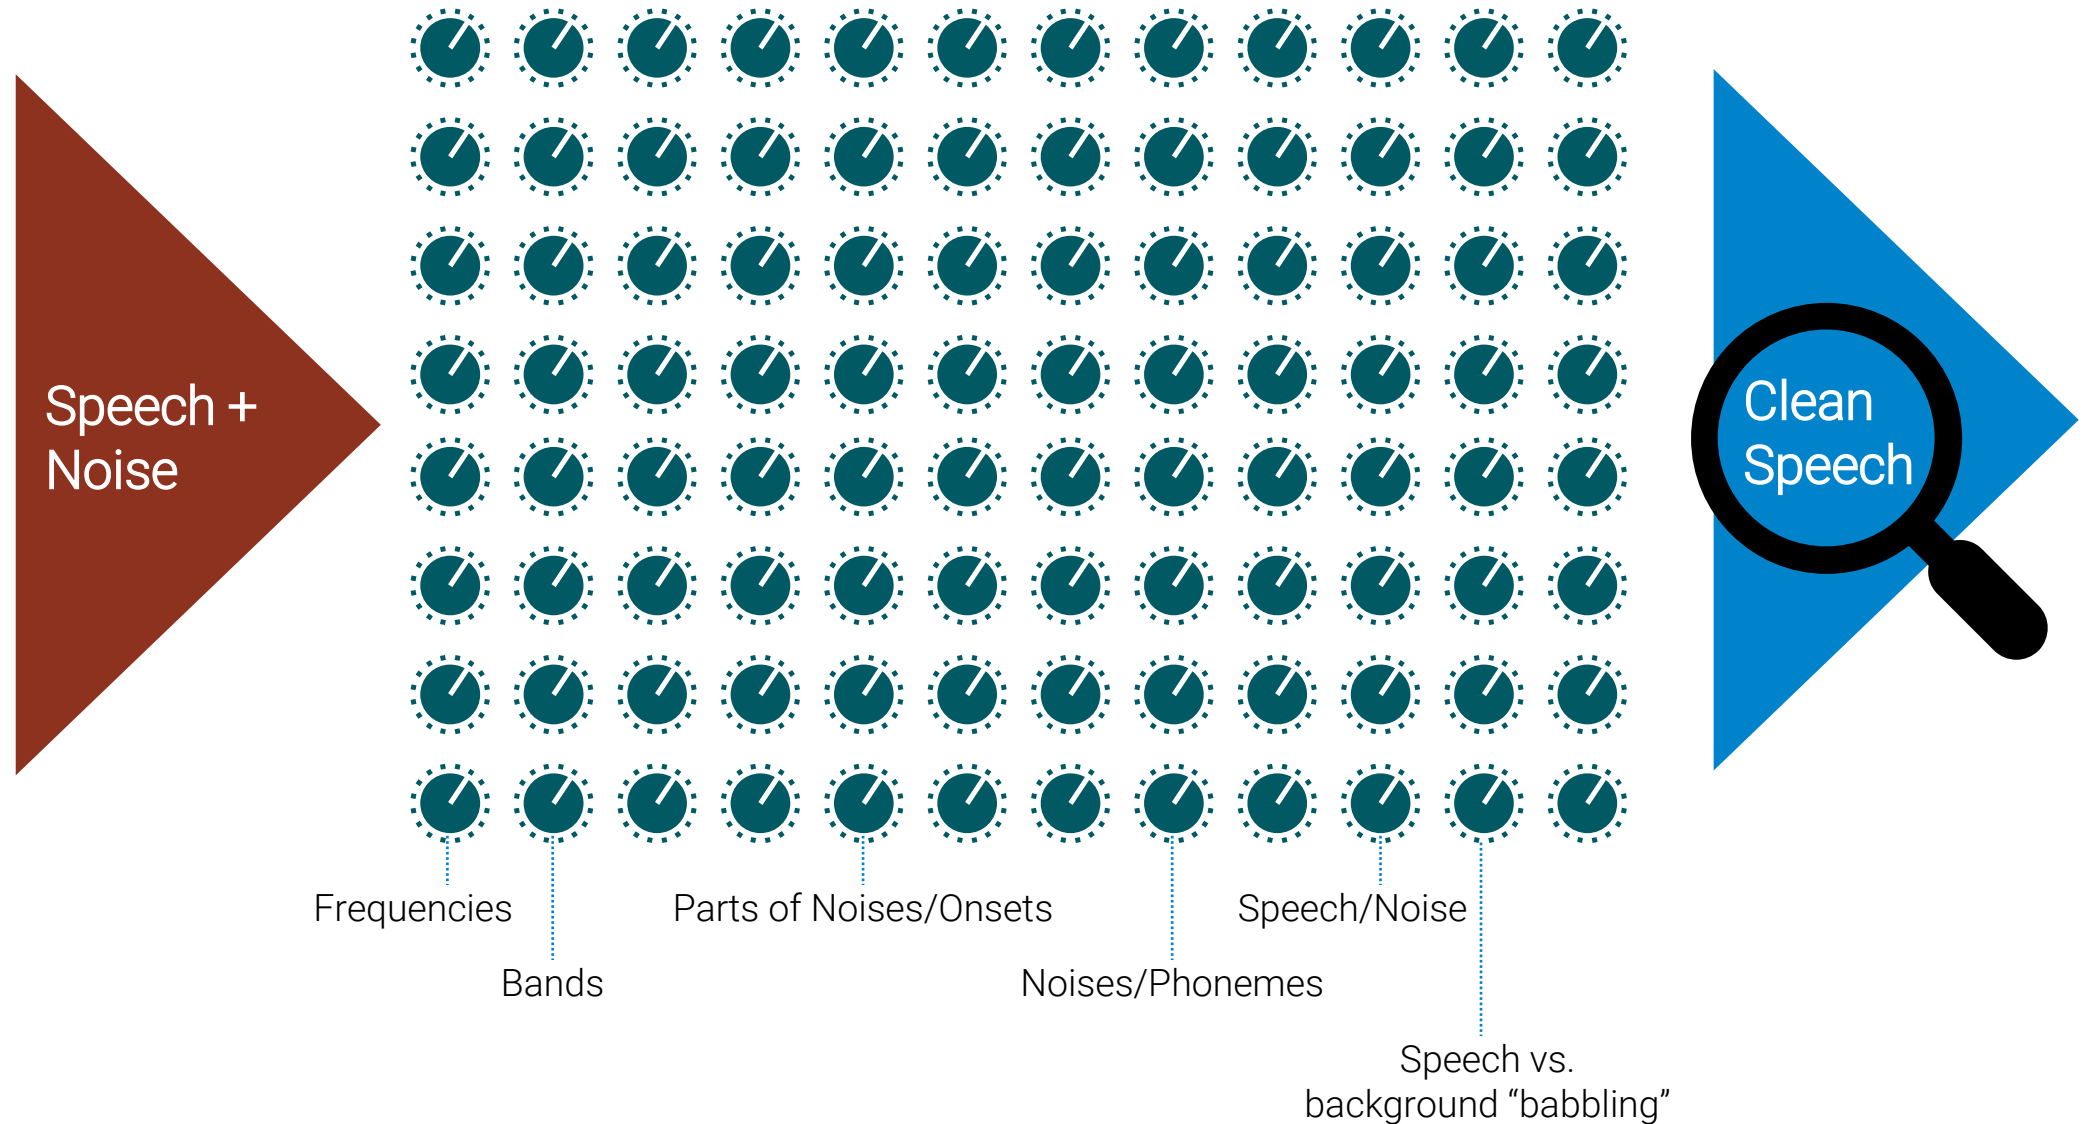 Speech +
Noise
Clean
Speech
Frequencies
Parts of Noises/Onsets
Speech/Noise
Bands
Noises/Phonemes
Speech vs.
background “babbling”